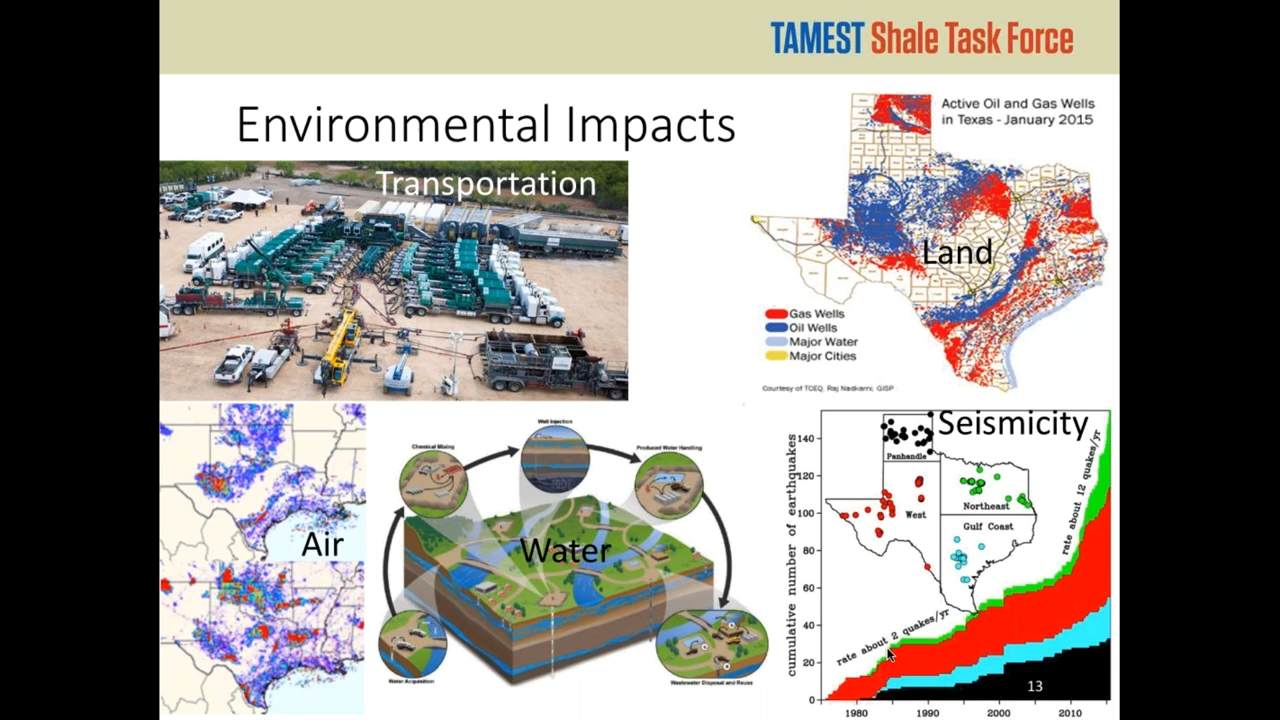 TAMEST Shale Task Force
Environmental Impacts
Transportation
Active Oil and Gas Wells
in Texas - January 2015
Land
Gas Wells
Oil Wells
Major Water
Major Cities
Courtesy of TCEQ, Raj Nadkarni, GISP
Air
Water
Well Injection
Chemical Mixing
Produced Water Handling
Water Acquisition
Wastewater Disposal and Reuse
Seismicity
cumulative number of earthquakes
140
120
100
80
60
40
20
0
Panhandle
West
Northeast
Gulf Coast
rate about 2 quakes/yr
rate about 12 quakes/yr
13
1980
1990
2000
2010